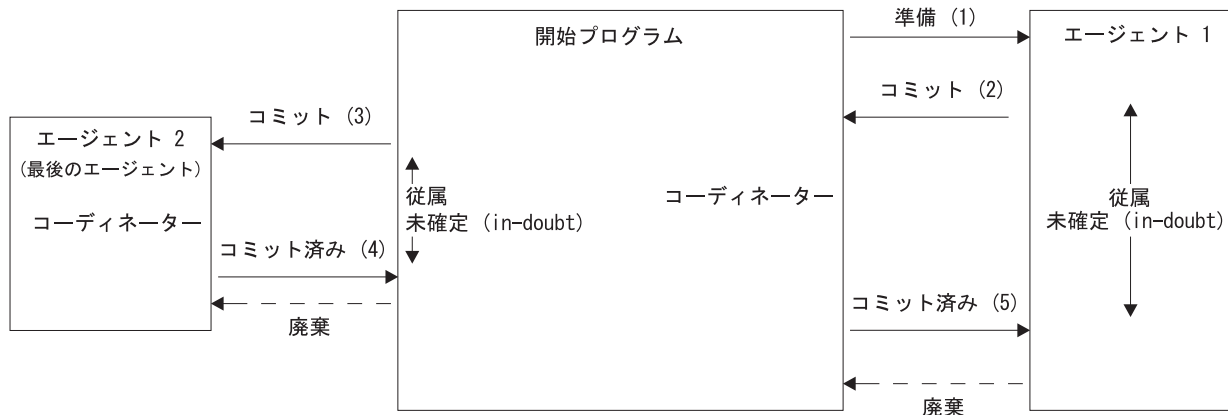 開始プログラム
準備 (1)
エージェント 1
コミット (2)
コミット (3)
エージェント 2
(最後のエージェント)
コーディネーター
従属
未確定 (in-doubt)
コーディネーター
従属
未確定 (in-doubt)
コミット済み (4)
廃棄
コミット済み (5)
廃棄